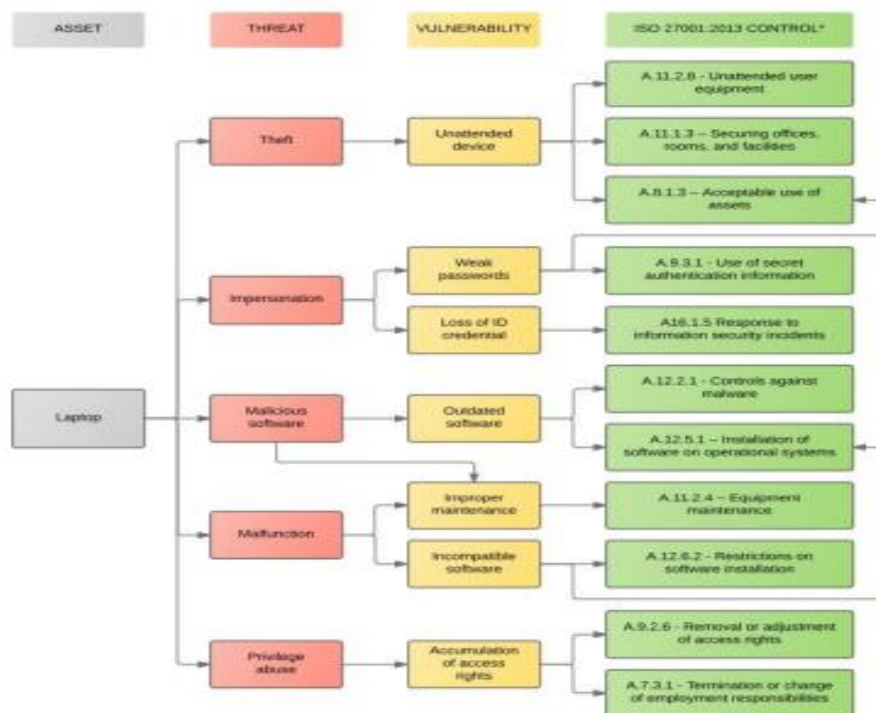 ASSET
THREAT
VULNERABILITY
ISO 27001:2013 CONTROL*
A.11.2.8 - Unattended user
equipment
Theft
Unattended
device
A.11.1.3 – Securing offices,
rooms, and facilities
A.8.1.3 – Acceptable use of
assets
Impersonation
Weak
passwords
A.9.3.1 - Use of secret
authentication information
Loss of ID
credential
A16.1.5 Response to
information security incidents
Laptop
Malicious
software
Outdated
software
A.12.2.1 - Controls against
malware
A.12.5.1 – Installation of
software on operational systems
Malfunction
Improper
maintenance
A.11.2.4 – Equipment
maintenance
Incompatible
software
A.12.6.2 - Restrictions on
software installation
Privilege
abuse
Accumulation
of access
rights
A.9.2.6 - Removal or adjustment
of access rights
A.7.3.1 - Termination or change
of employment responsibilities